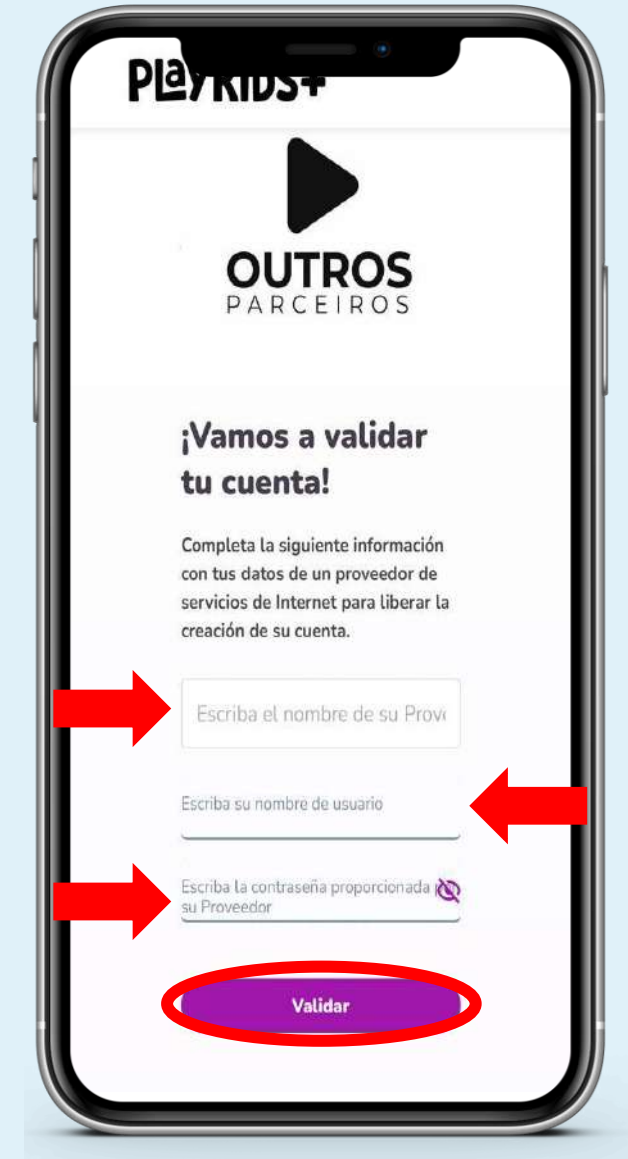 PLAYKIDS+
OUTROS
PARCEIROS
¡Vamos a validar
tu cuenta!
Completa la siguiente información
con tus datos de un proveedor de
servicios de Internet para liberar la
creación de su cuenta.
Escriba el nombre de su
Escriba su nombre de usuario
Escriba la contraseña proporcionada
su Proveedor
Validar